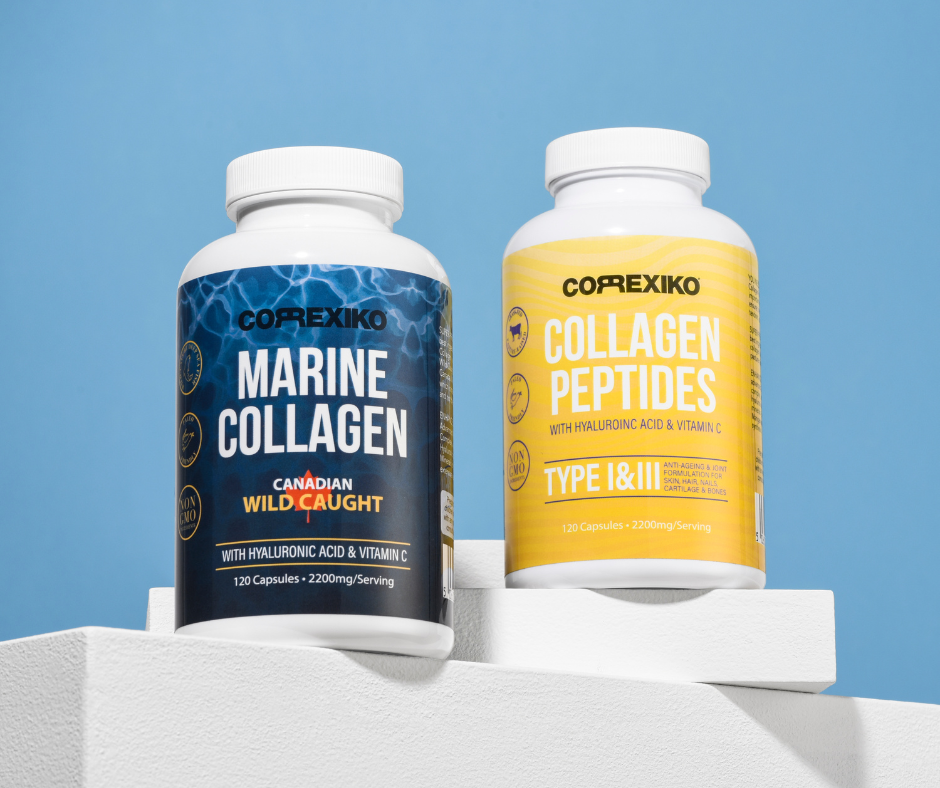 CORREXIKO
MARINE
COLLAGEN
CANADIAN
WILD CAUGHT
WITH HYALURONIC ACID & VITAMIN C
120 Capsules • 2200mg/Serving
NON
GMO
CORREXIKO
COLLAGEN
PEPTIDES
WITH HYALUROINC ACID & VITAMIN C
TYPE I&III
ANTI-AGEING & JOINT
FORMULATION FOR
SKIN, HAIR, NAILS,
CARTILAGE & BONES
120 Capsules • 2200mg/Serving
NON
GMO